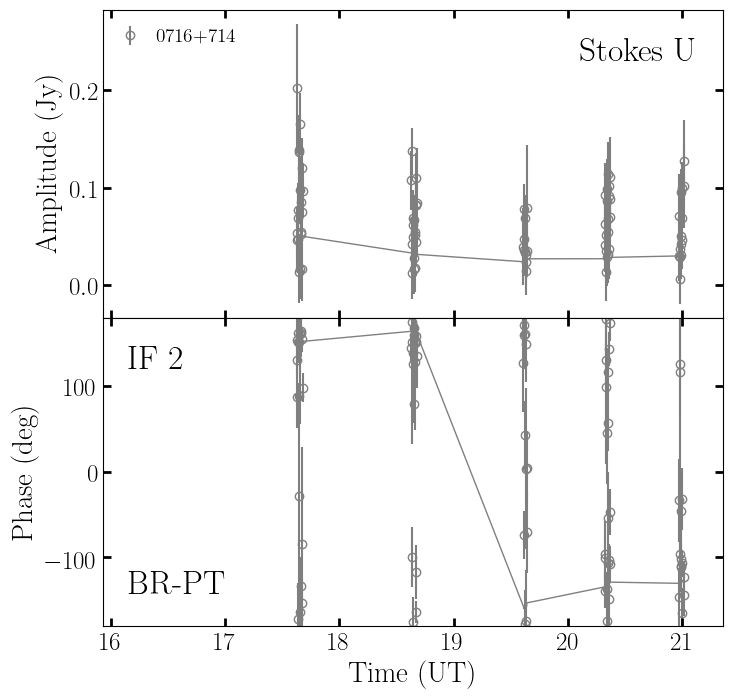 0716+714
Stokes U
Amplitude (Jy)
0.2
0.1
0.0
IF 2
Phase (deg)
100
0
−100
BR-PT
16 17 18 19 20 21
Time (UT)